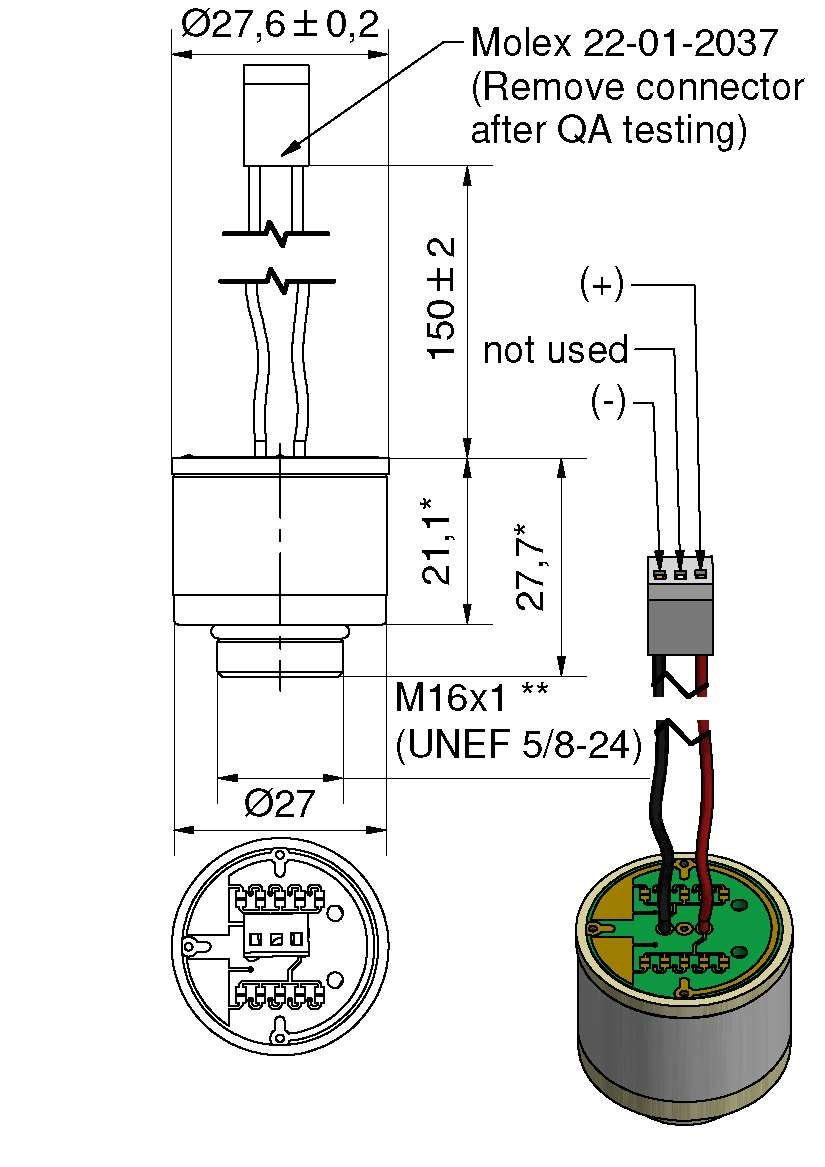 Ø27,6±0,2
Molex 22-01-2037
(Remove connector
after QA testing)
150±2
(+)
not used
(-)
21,1*
27,7*
M16x1 **
(UNEF 5/8-24)
Ø27